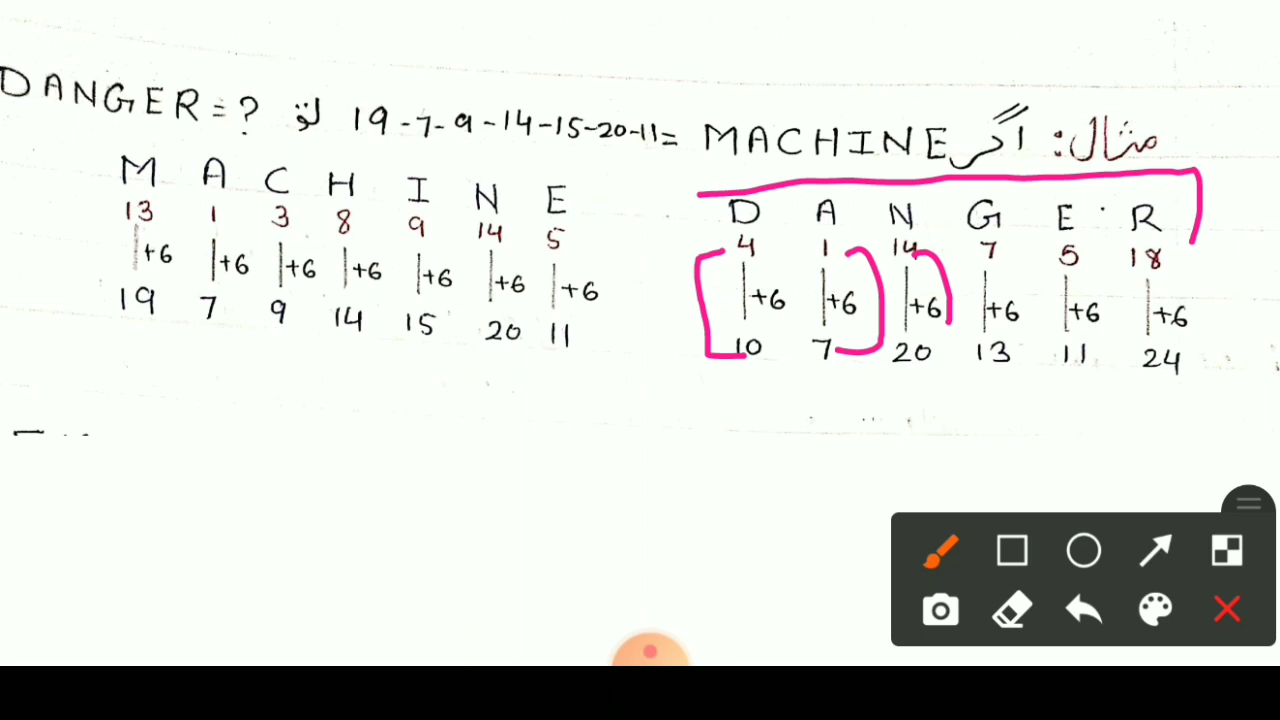 مثال: اگر MACHINE =19-7-9-14-15-20-11 تو DANGER = ?
M A C H I N E
13 1 3 8 9 14 5
+6 +6 +6 +6 +6 +6 +6
19 7 9 14 15 20 11
D A N G E R
4 1 14 7 5 18
+6 +6 +6 +6 +6 +6
10 7 20 13 11 24